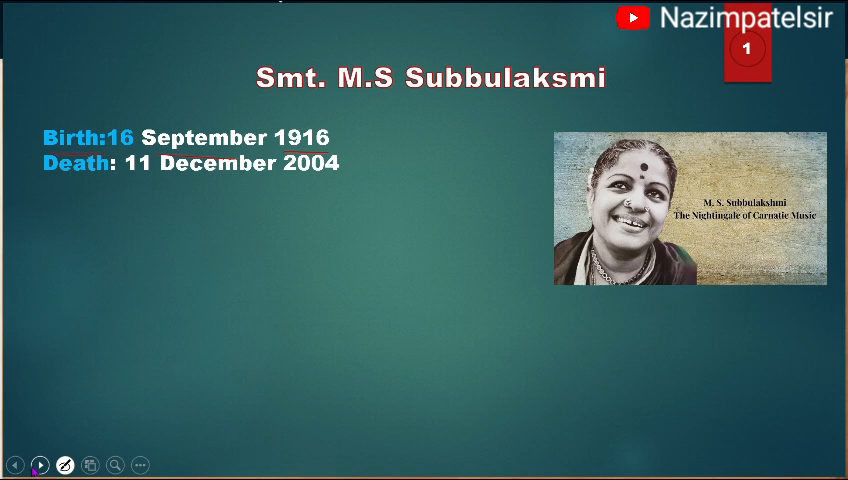 Nazimpatelsir
1
Smt. M.S Subbulaksmi
Birth:16 September 1916
Death: 11 December 2004
M. S. Subbulakshmi
The Nightingale of Carnatic Music